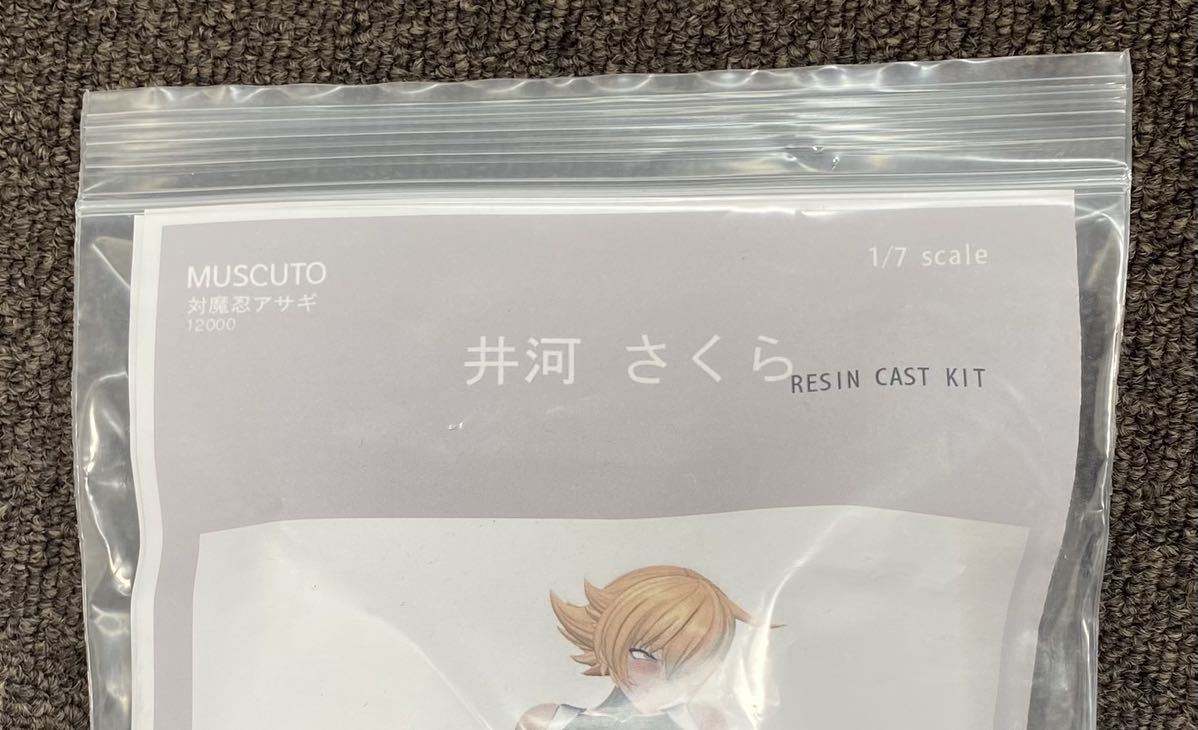 MUSCUTO
対魔忍アサギ
12000
1/7 scale
井河 さくら
RESIN CAST KIT